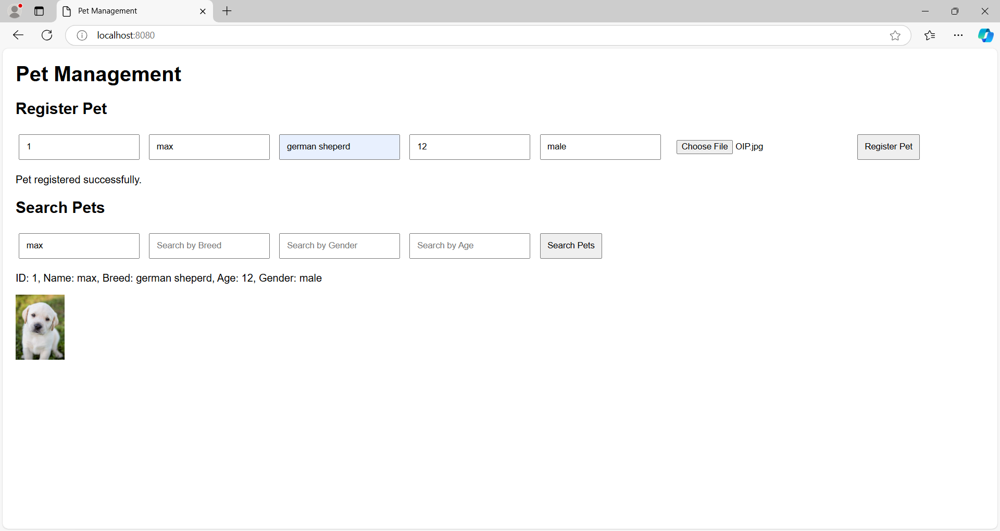 Pet Management
localhost:8080
Pet Management
Register Pet
1 max german sheperd 12 male Choose File OIP.jpg Register Pet
Pet registered successfully.
Search Pets
max Search by Breed Search by Gender Search by Age Search Pets
ID: 1, Name: max, Breed: german sheperd, Age: 12, Gender: male